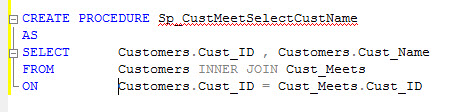 CREATE PROCEDURE Sp_CustMeetSelectCustName
AS
SELECT Customers.Cust_ID , Customers.Cust_Name
FROM Customers INNER JOIN Cust_Meets
ON Customers.Cust_ID = Cust_Meets.Cust_ID